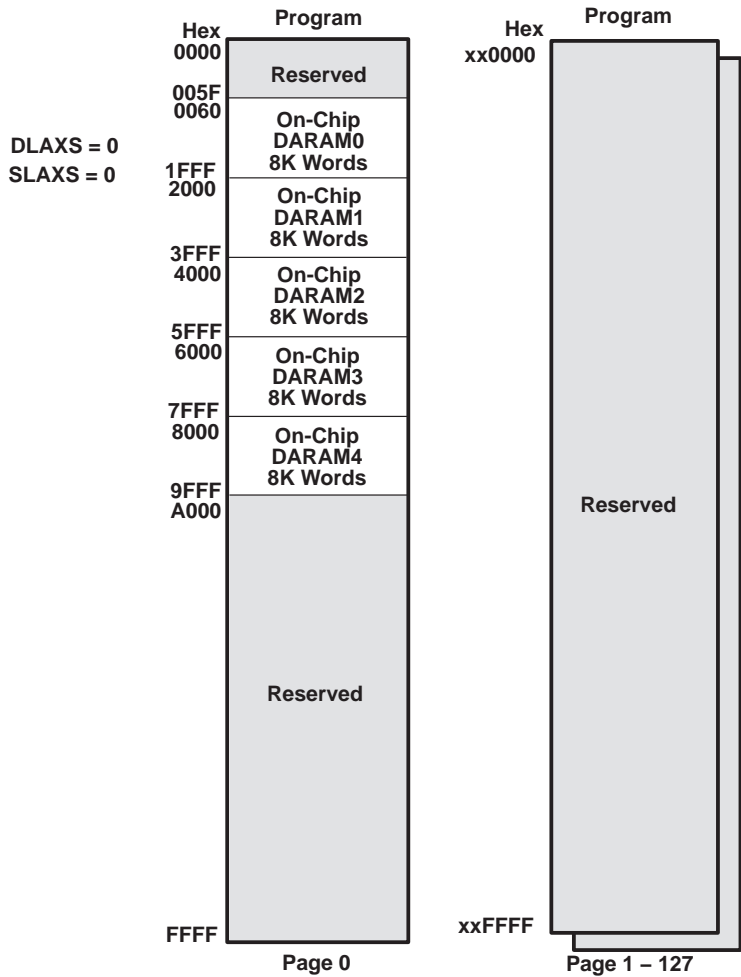 Program
Hex
0000
Reserved
005F
0060
On-Chip
DARAM0
8K Words
DLAXS = 0
SLAXS = 0
1FFF
2000
On-Chip
DARAM1
8K Words
3FFF
4000
On-Chip
DARAM2
8K Words
5FFF
6000
On-Chip
DARAM3
8K Words
7FFF
8000
On-Chip
DARAM4
8K Words
9FFF
A000
Reserved
FFFF
Page 0
Program
Hex
xx0000
Reserved
xxFFFF
Page 1 – 127